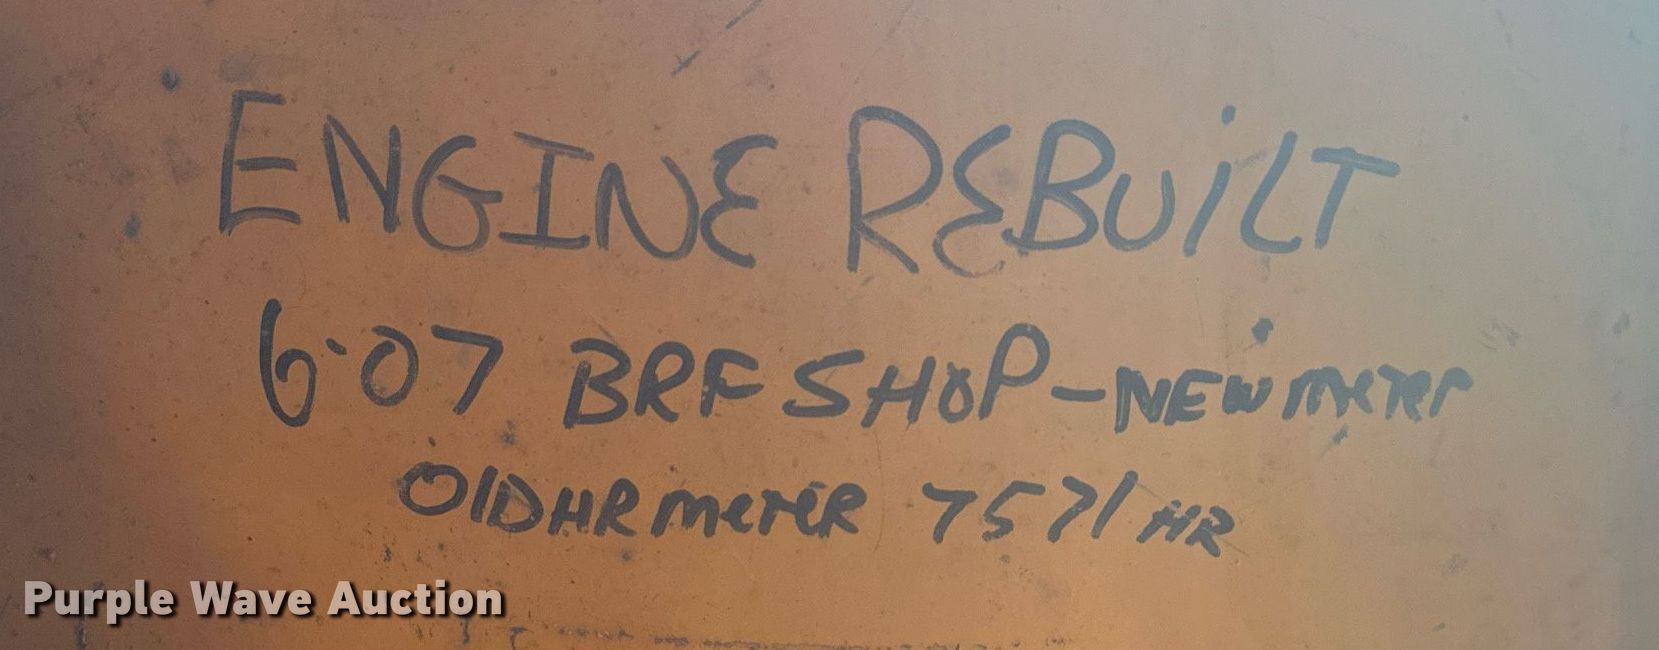 ENGINE REBUiLT
6-07 BRF SHOP - NEW meTer
OlD HR meTeR 7571 HR
Purple Wave Auction